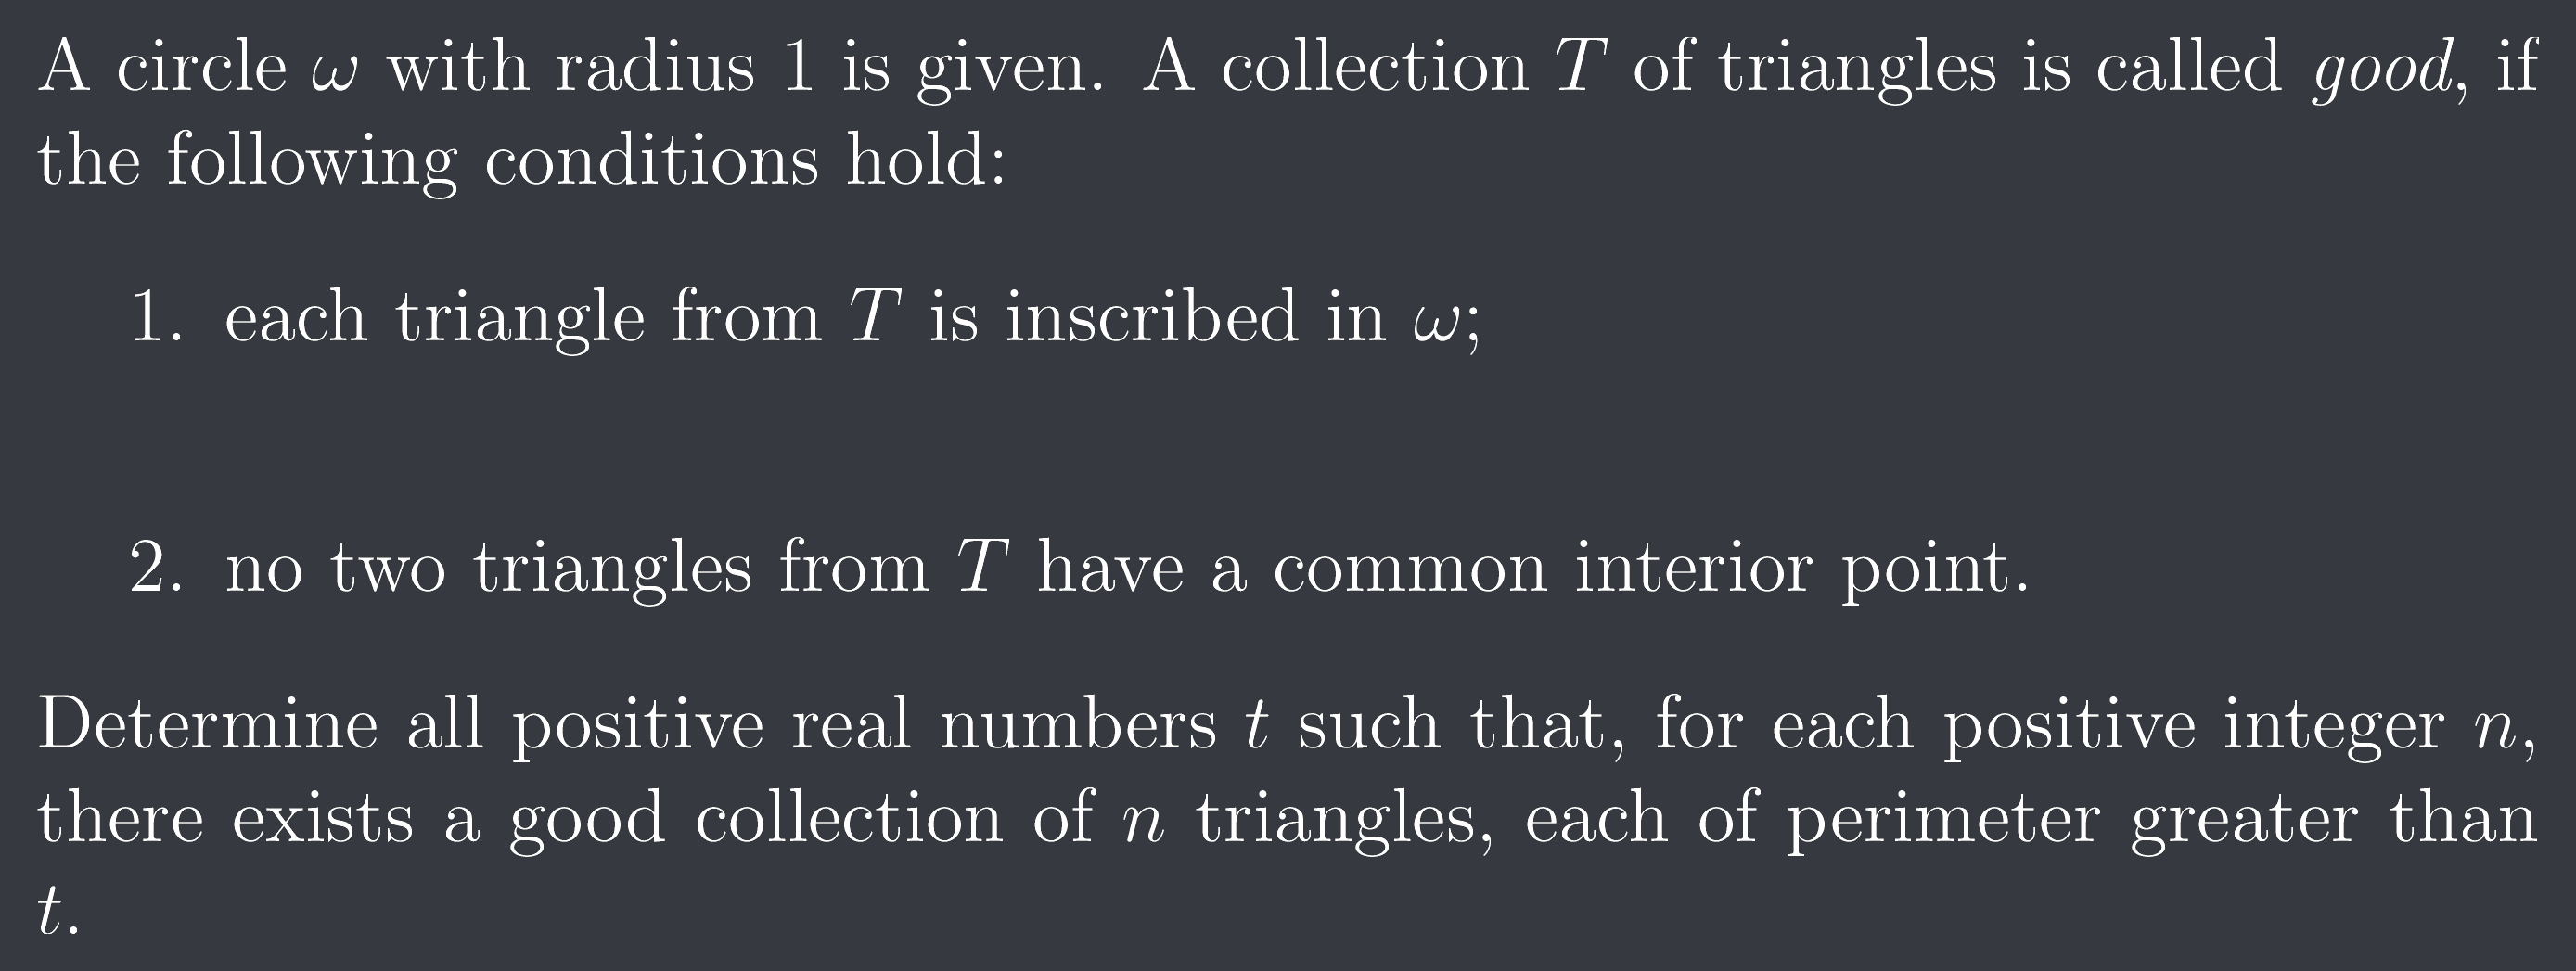 A circle ω with radius 1 is given. A collection T of triangles is called good, if
the following conditions hold:
1. each triangle from T is inscribed in ω;
2. no two triangles from T have a common interior point.
Determine all positive real numbers t such that, for each positive integer n,
there exists a good collection of n triangles, each of perimeter greater than
t.